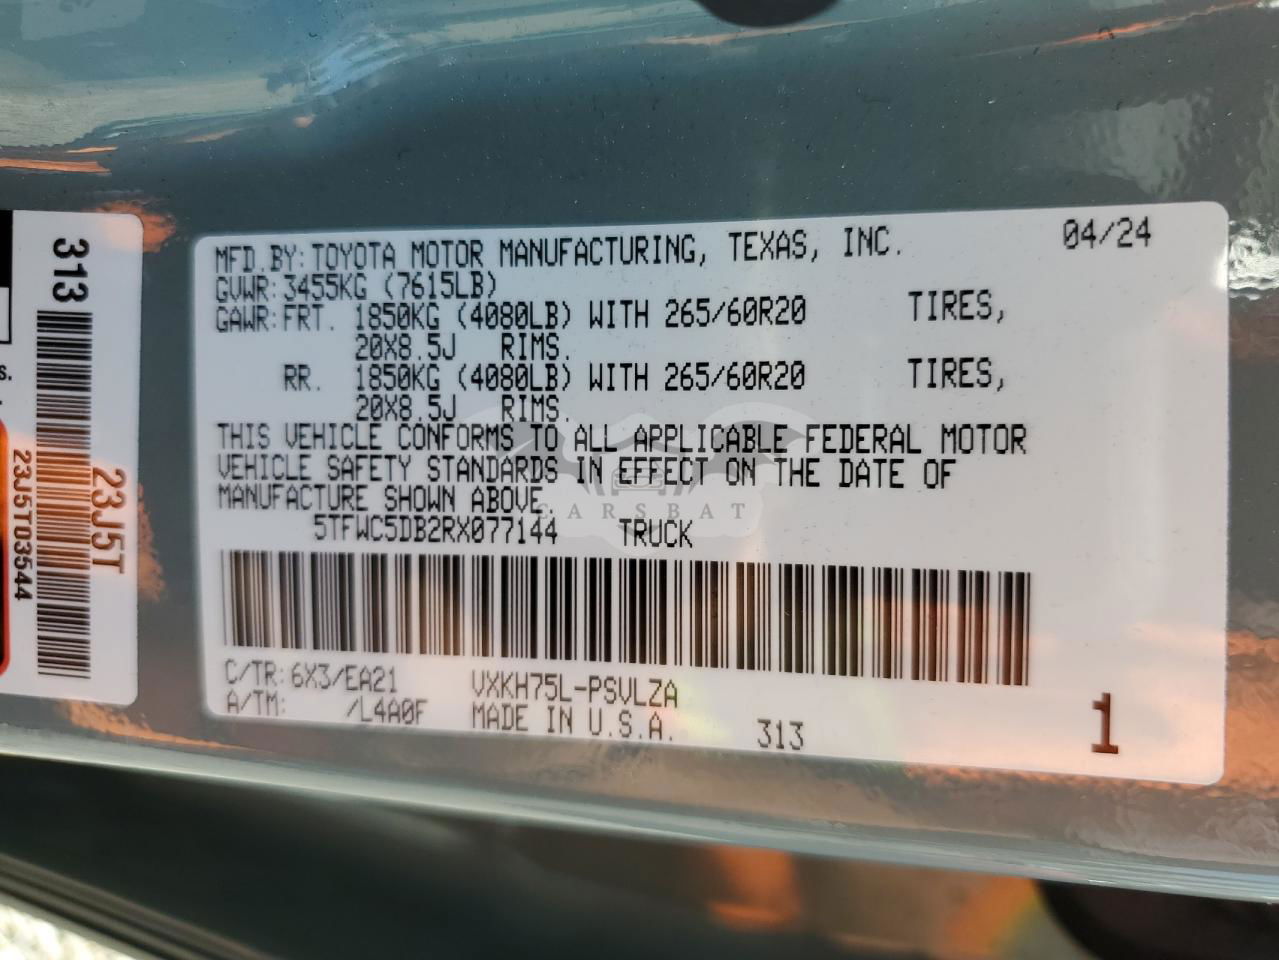 MFD.BY:TOYOTA MOTOR MANUFACTURING, TEXAS, INC. 04/24
GVWR:3455KG (7615LB)
GAWR:FRT. 1850KG (4080LB) WITH 265/60R20 TIRES,
20X8.5J RIMS.
RR. 1850KG (4080LB) WITH 265/60R20 TIRES,
20X8.5J RIMS.
THIS VEHICLE CONFORMS TO ALL APPLICABLE FEDERAL MOTOR
VEHICLE SAFETY STANDARDS IN EFFECT ON THE DATE OF
MANUFACTURE SHOWN ABOVE.
5TFWC5DB2RX077144 TRUCK
C/TR:6X3/EA21 VXKH75L-PSVLZA
A/TM: /L4A0F MADE IN U.S.A. 313 1
313
23J5T
23J5T03544
s.
CARSBAT